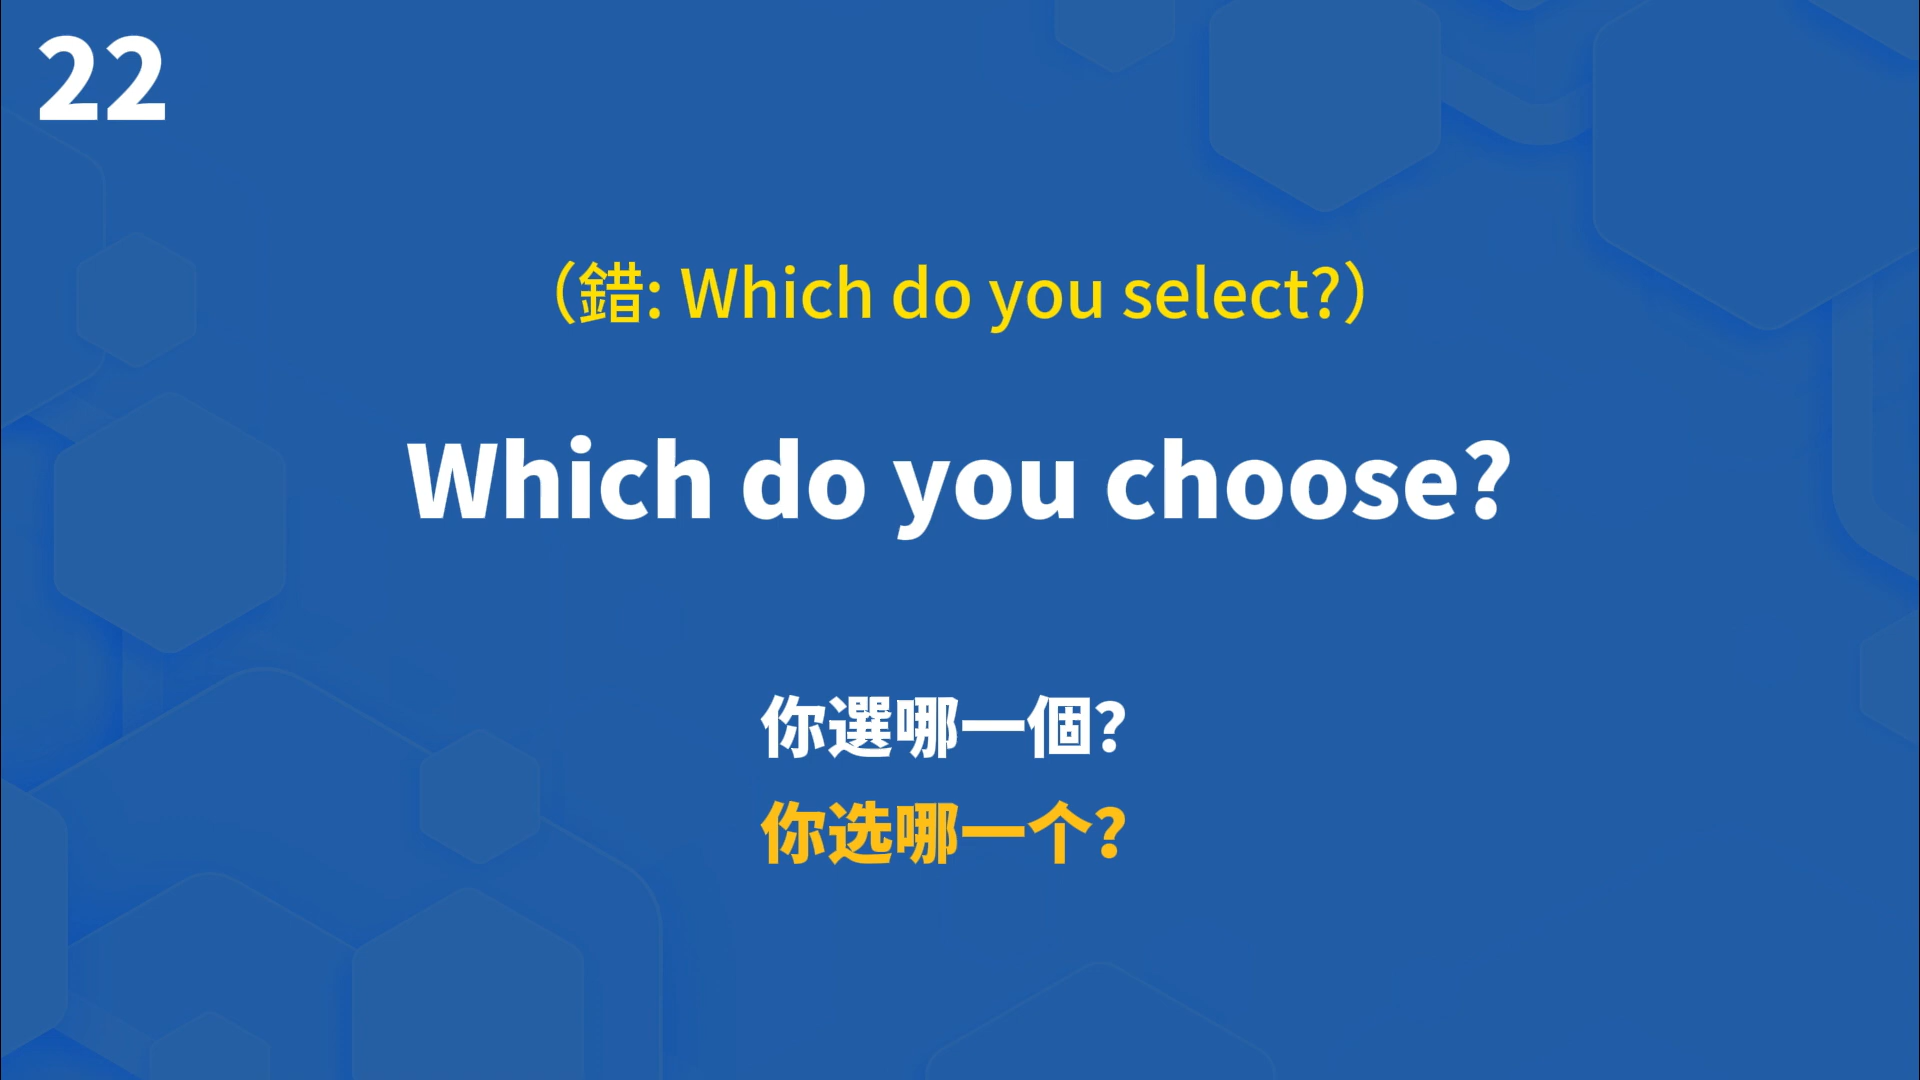 22
（錯: Which do you select?）
Which do you choose?
你選哪一個？
你选哪一个？